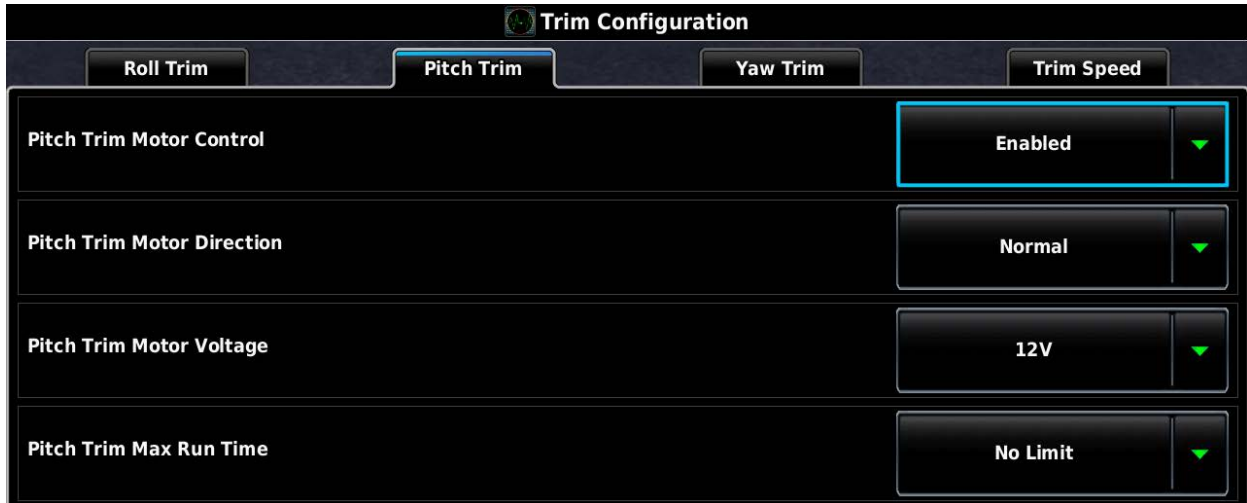 Trim Configuration
Roll Trim
Pitch Trim
Yaw Trim
Trim Speed
Pitch Trim Motor Control
Enabled
Pitch Trim Motor Direction
Normal
Pitch Trim Motor Voltage
12V
Pitch Trim Max Run Time
No Limit